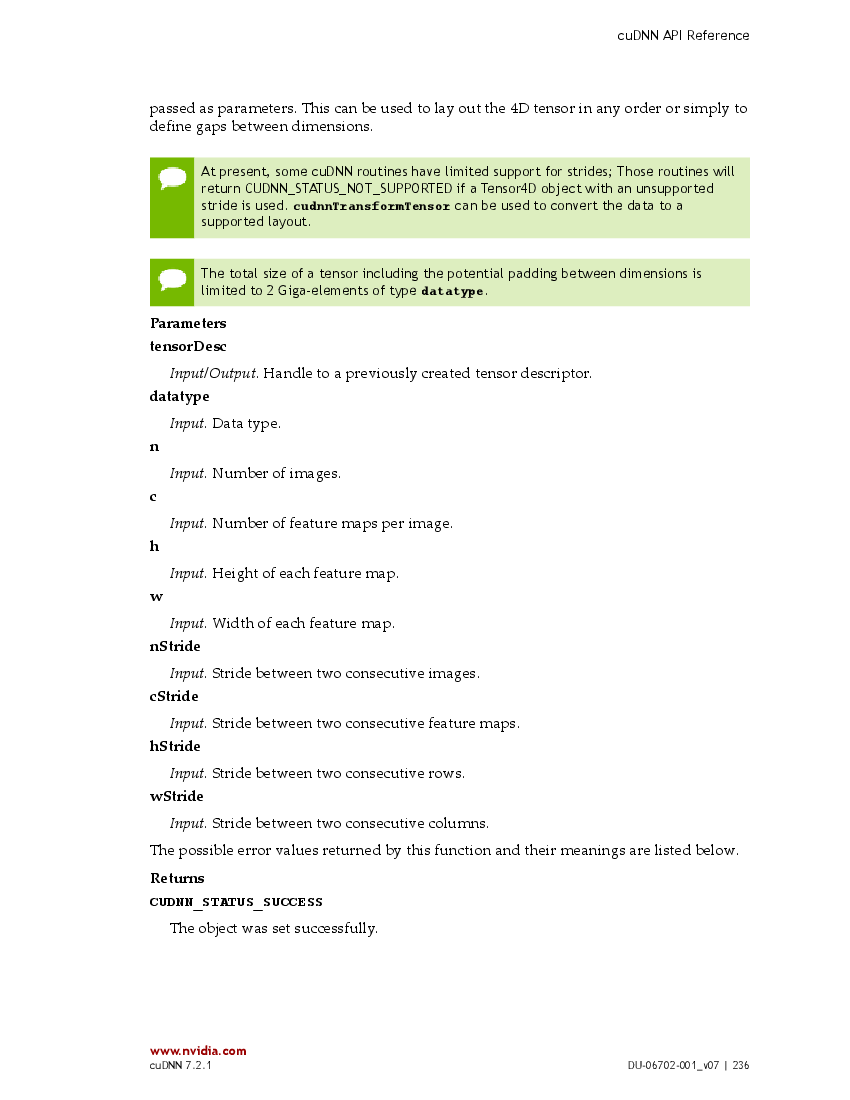 cuDNN API Reference
passed as parameters. This can be used to lay out the 4D tensor in any order or simply to
define gaps between dimensions.
At present, some cuDNN routines have limited support for strides; Those routines will
return CUDNN_STATUS_NOT_SUPPORTED if a Tensor4D object with an unsupported
stride is used. cudnnTransformTensor can be used to convert the data to a
supported layout.
The total size of a tensor including the potential padding between dimensions is
limited to 2 Giga-elements of type datatype.
Parameters
tensorDesc
Input/Output. Handle to a previously created tensor descriptor.
datatype
Input. Data type.
n
Input. Number of images.
c
Input. Number of feature maps per image.
h
Input. Height of each feature map.
w
Input. Width of each feature map.
nStride
Input. Stride between two consecutive images.
cStride
Input. Stride between two consecutive feature maps.
hStride
Input. Stride between two consecutive rows.
wStride
Input. Stride between two consecutive columns.
The possible error values returned by this function and their meanings are listed below.
Returns
CUDNN_STATUS_SUCCESS
The object was set successfully.
www.nvidia.com
cuDNN 7.2.1
DU-06702-001_v07 | 236